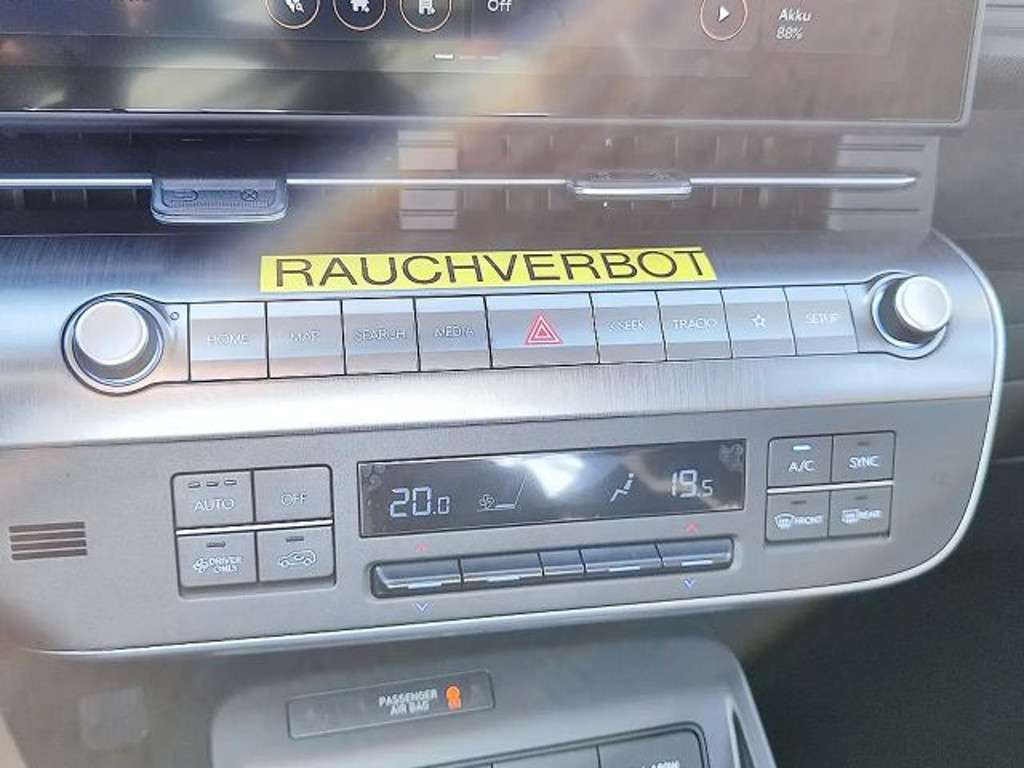 Off
Akku
88%
RAUCHVERBOT
HOME MAP SEARCH MEDIA <SEEK TRACK> SETUP
AUTO OFF
20.0 19.5
A/C SYNC
DRIVER ONLY
FRONT REAR
PASSENGER
AIR BAG